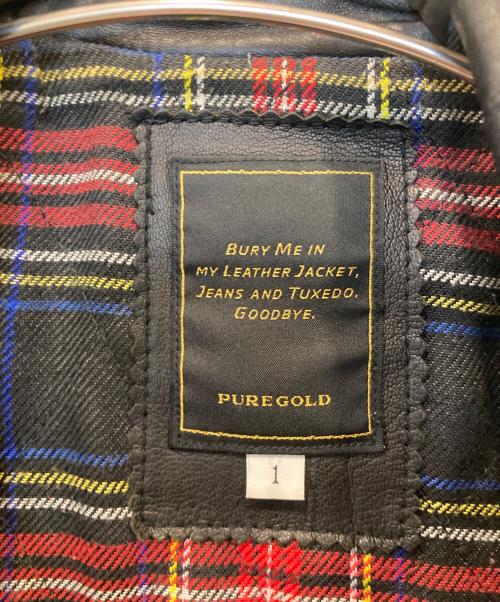 BURY ME IN
MY LEATHER JACKET,
JEANS AND TUXEDO.
GOODBYE.
PUREGOLD
1